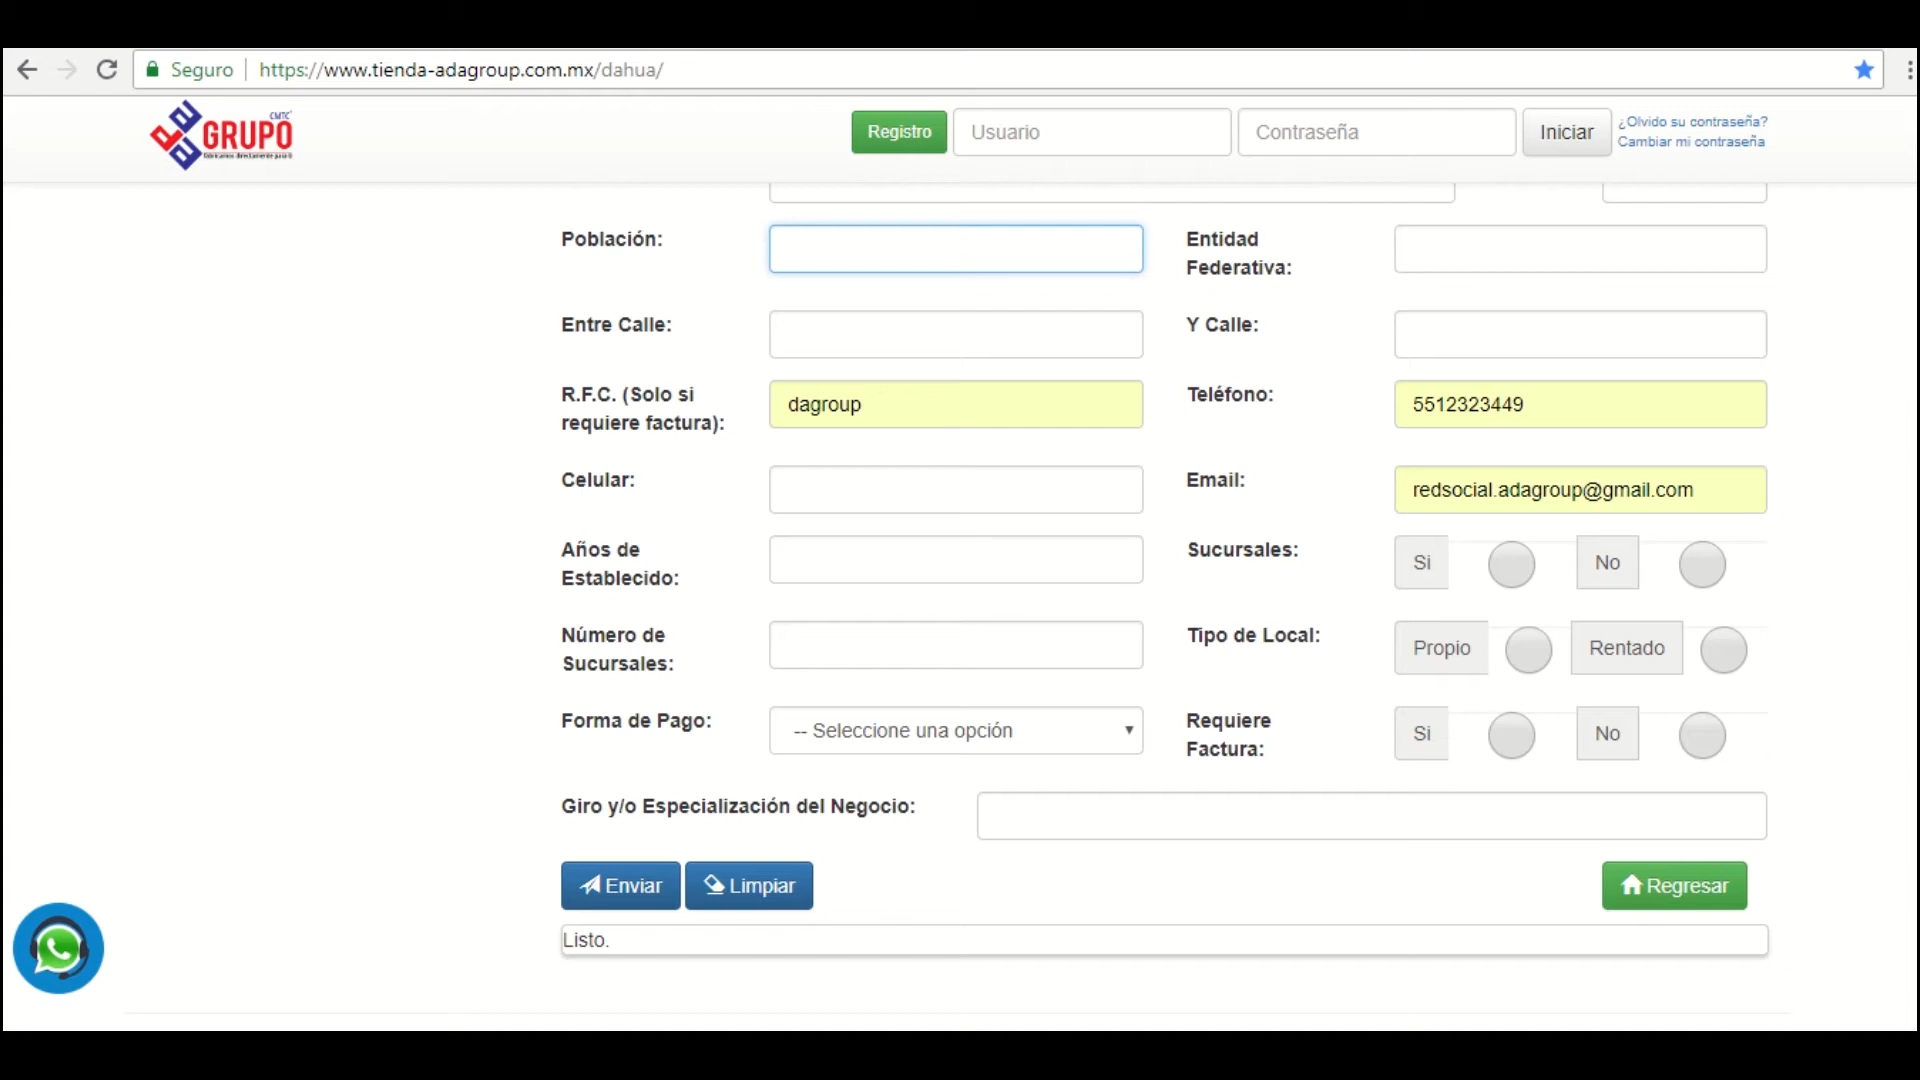 Seguro | https://www.tienda-adagroup.com.mx/dahua/
ADA GRUPO CMTC
Registro Usuario Contraseña Iniciar ¿Olvido su contraseña?
Cambiar mi contraseña
Población: Entidad
Federativa:
Entre Calle: Y Calle:
R.F.C. (Solo si
requiere factura): dagroup Teléfono: 5512323449
Celular: Email: redsocial.adagroup@gmail.com
Años de
Establecido: Sucursales: Si No
Número de
Sucursales: Tipo de Local: Propio Rentado
Forma de Pago: -- Seleccione una opción Requiere
Factura: Si No
Giro y/o Especialización del Negocio:
Enviar Limpiar Regresar
Listo.